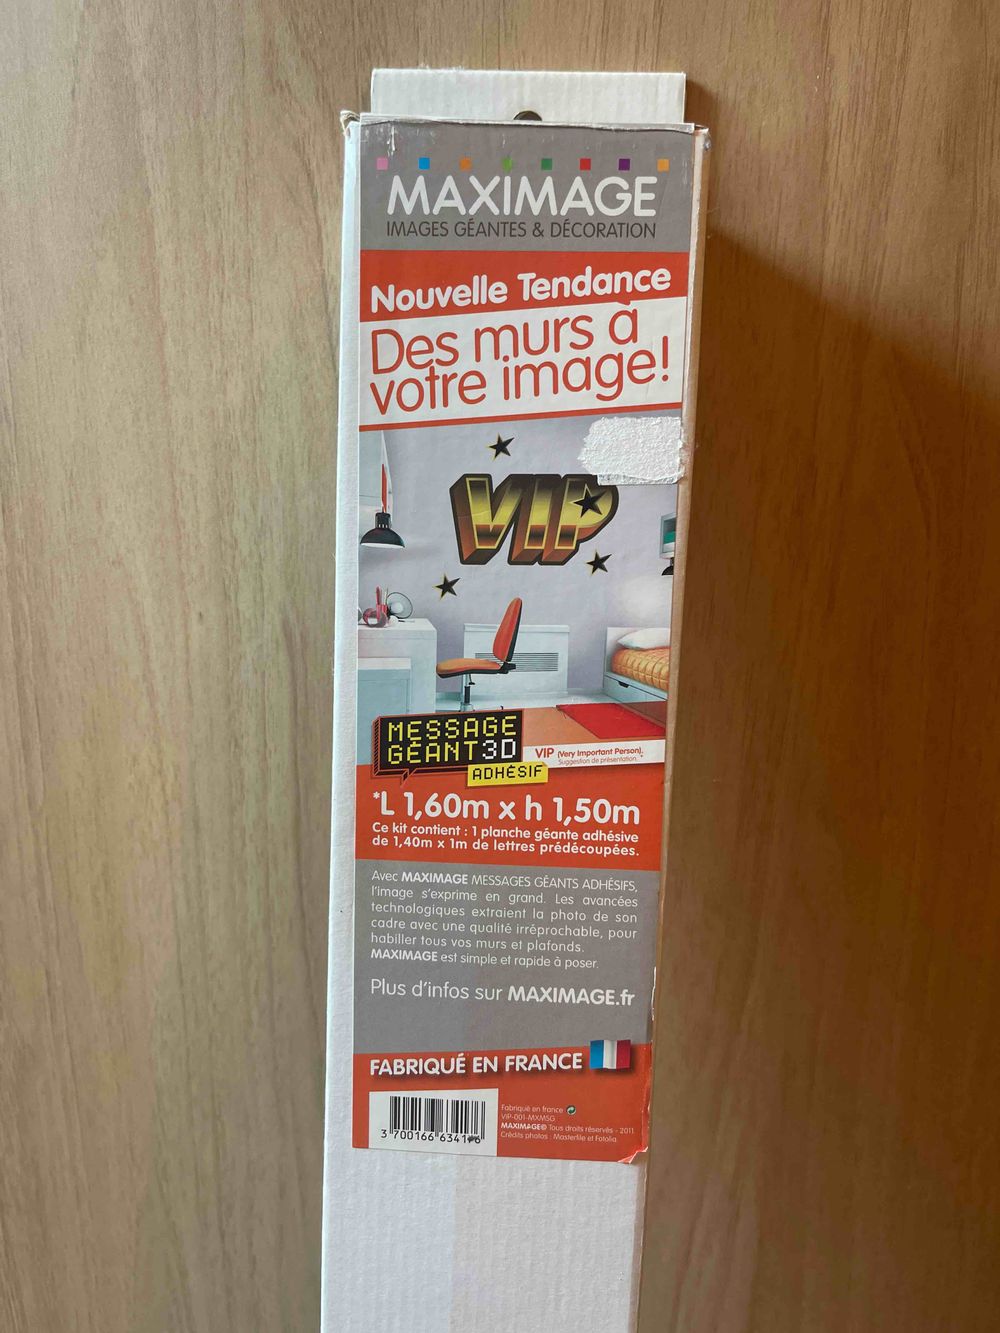 MAXIMAGE
IMAGES GÉANTES & DÉCORATION
Nouvelle Tendance
Des murs à
votre image!
VIP
MESSAGE
GÉANT3D
ADHÉSIF
VIP (Very Important Person).
Suggestion de présentation.
*L 1,60m x h 1,50m
Ce kit contient : 1 planche géante adhésive
de 1,40m x 1m de lettres prédécoupées.
Avec MAXIMAGE MESSAGES GÉANTS ADHÉSIFS,
l'image s'exprime en grand. Les avancées
technologiques extraient la photo de son
cadre avec une qualité irréprochable, pour
habiller tous vos murs et plafonds.
MAXIMAGE est simple et rapide à poser.
Plus d'infos sur MAXIMAGE.fr
FABRIQUÉ EN FRANCE
Fabriqué en france
VIP-001-MXMSG
MAXIMAGE© Tous droits réservés - 2011
Crédits photos : Masterfile et Fotolia
3 700166